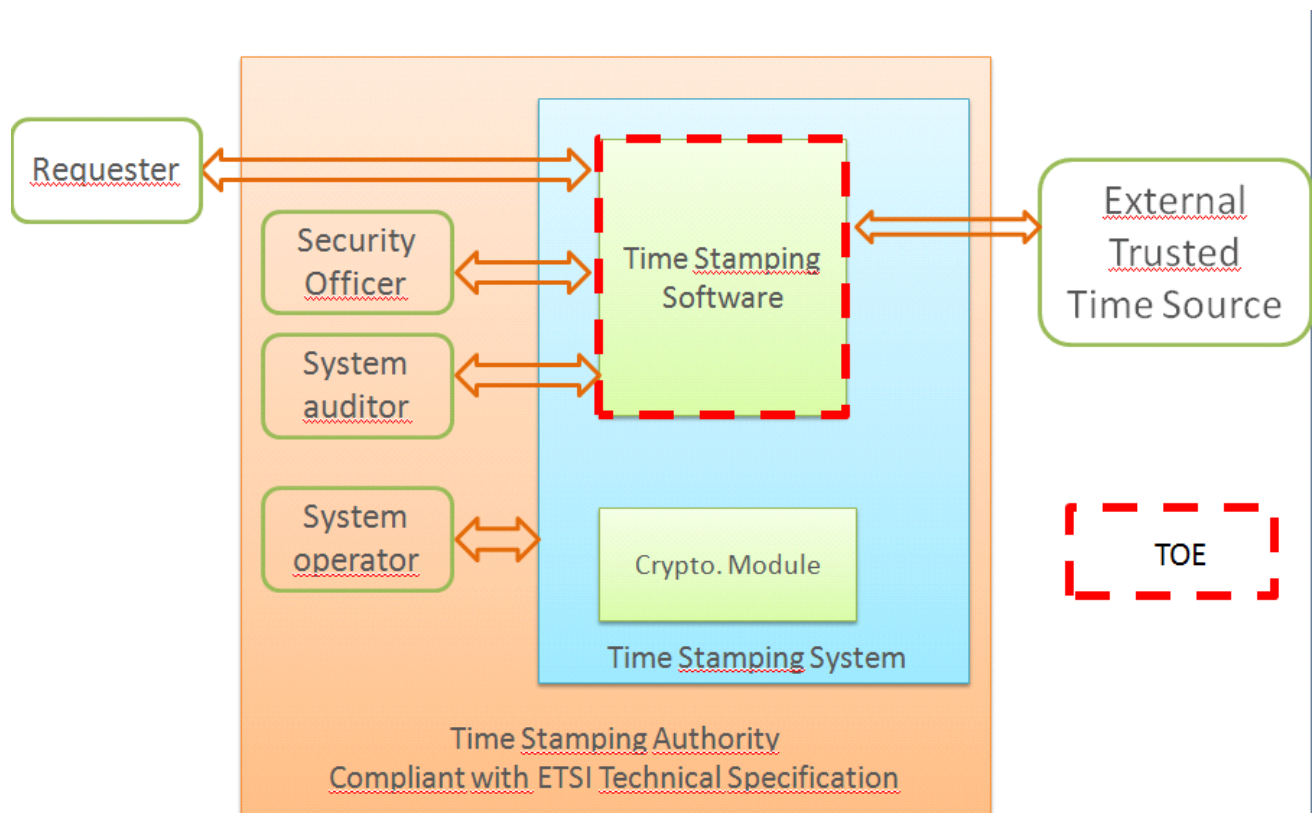 Requester
Security
Officer
System
auditor
System
operator
Time Stamping
Software
Crypto. Module
Time Stamping System
Time Stamping Authority
Compliant with ETSI Technical Specification
External
Trusted
Time Source
TOE